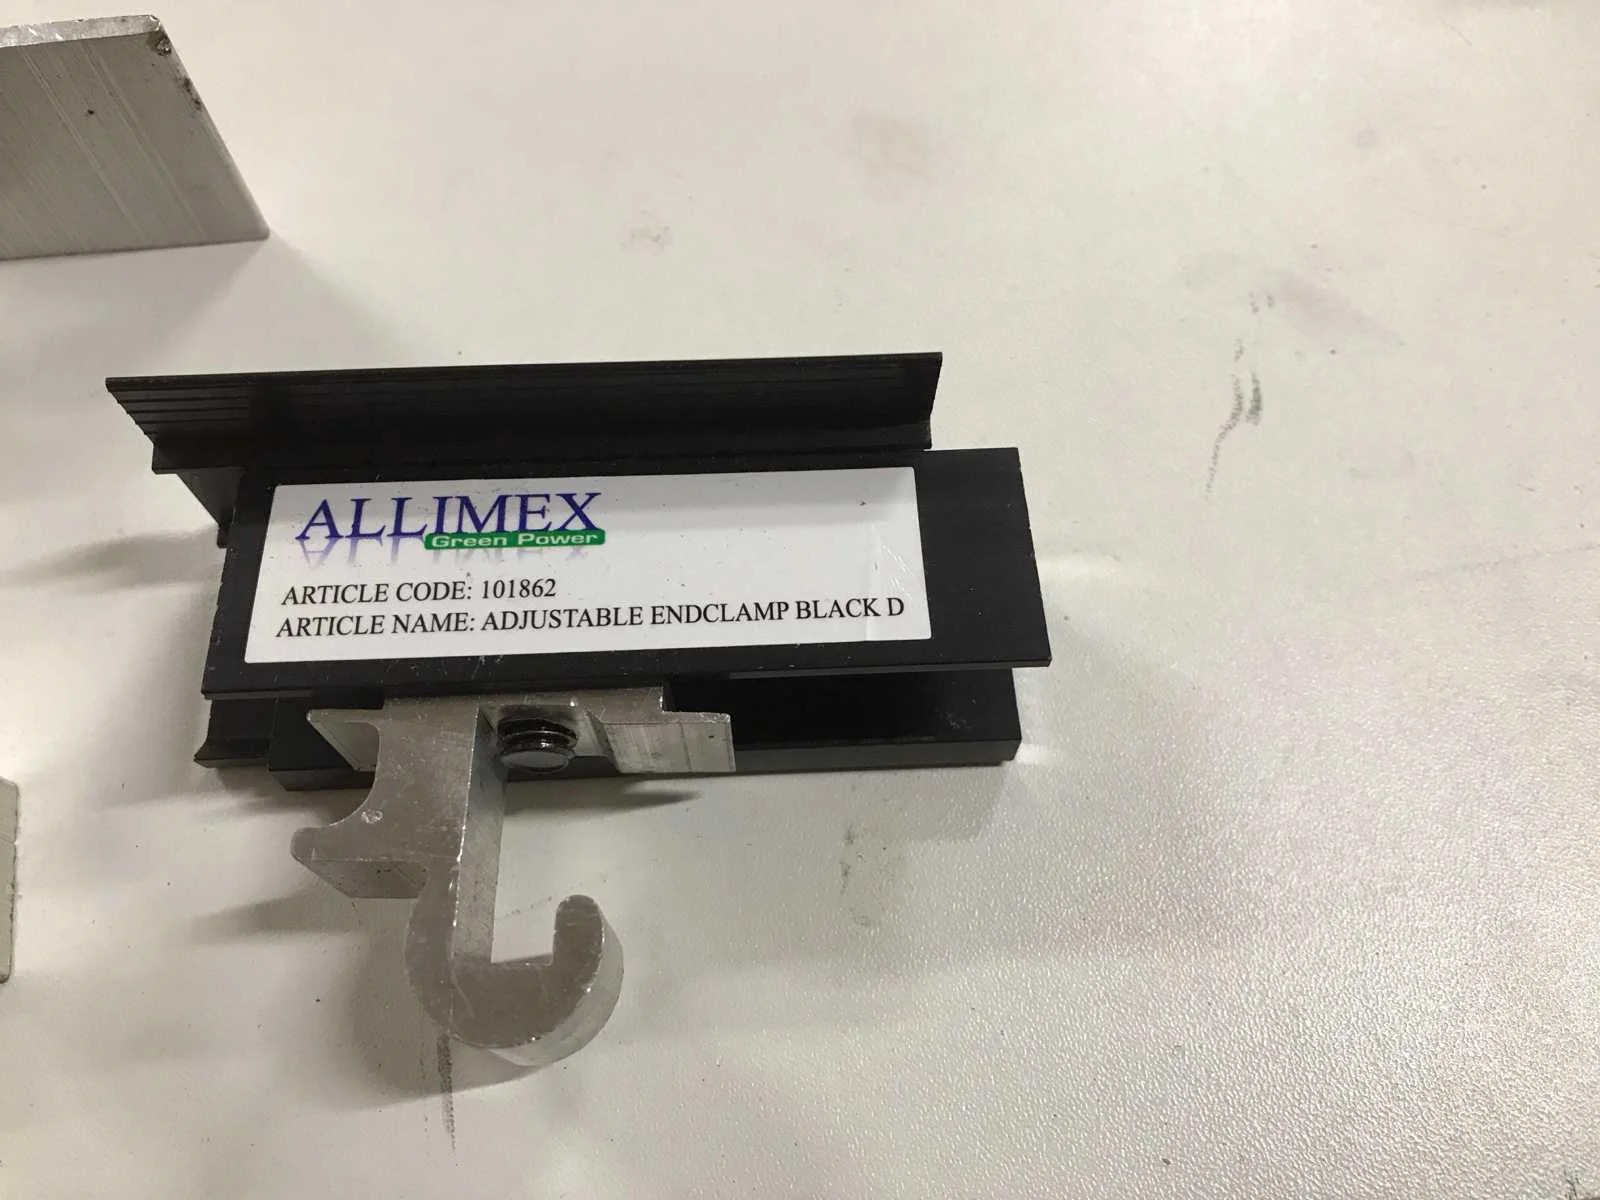 ALLIMEX
Green Power
ARTICLE CODE: 101862
ARTICLE NAME: ADJUSTABLE ENDCLAMP BLACK D